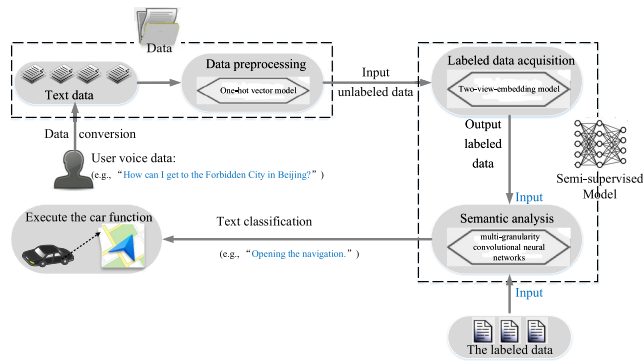 Data
Data preprocessing
One-hot vector model
Text data
Input
unlabeled data
Labeled data acquisition
Two-view-embedding model
Output
labeled
data
Semi-supervised
Model
Data conversion
User voice data:
(e.g., “How can I get to the Forbidden City in Beijing?”)
Input
Execute the car function
Text classification
(e.g., “Opening the navigation.”)
Semantic analysis
multi-granularity
convolutional neural
networks
Input
The labeled data